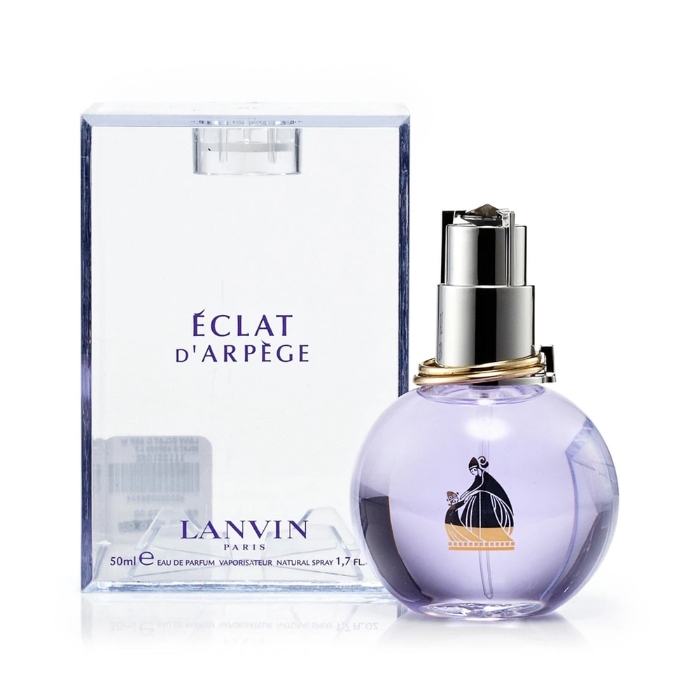 ÉCLAT
D'ARPÈGE
LANVIN
PARIS
50ml e EAU DE PARFUM VAPORISATEUR NATURAL SPRAY 1,7 FL.